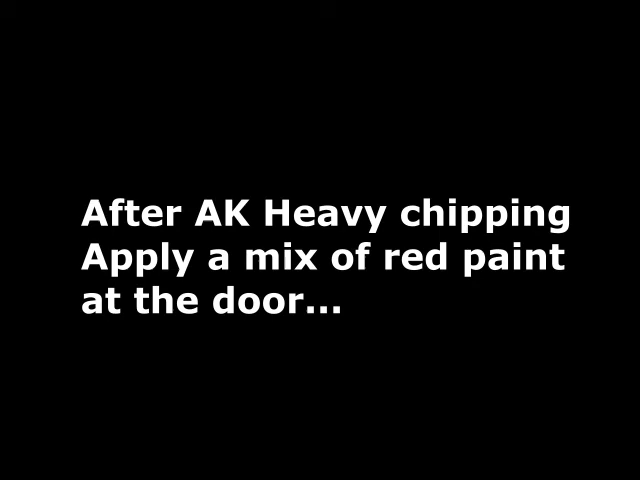 After AK Heavy chipping
Apply a mix of red paint
at the door...